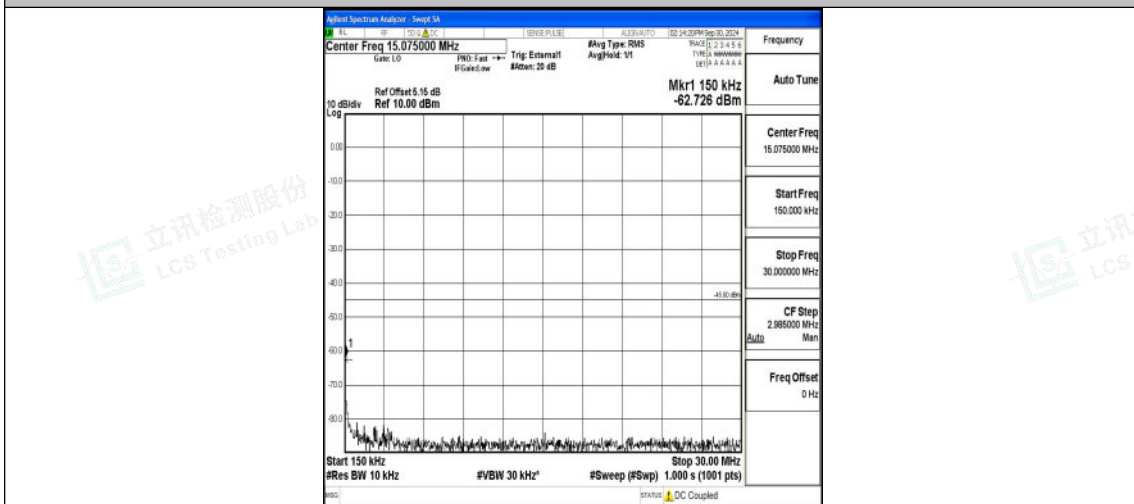 Agilent Spectrum Analyzer - Swept SA
RL RF 50 Ω DC SENSE:PULSE ALIGNAUTO 02:14:20PM Sep 30, 2024
Center Freq 15.075000 MHz
Gate: LO
PNO: Fast
IFGain:Low
Trig: External1
#Atten: 20 dB
#Avg Type: RMS
Avg|Hold: 1/1
TRACE 1 2 3 4 5 6
TYPE A
DET A A A A A A
Mkr1 150 kHz
-62.726 dBm
Ref Offset 6.15 dB
10 dB/div Ref 10.00 dBm
Log
0.00
-10.0
-20.0
-30.0
-40.0
-50.0
-60.0
-70.0
-80.0
1
Start 150 kHz
Stop 30.00 MHz
#Res BW 10 kHz #VBW 30 kHz* #Sweep (#Swp) 1.000 s (1001 pts)
MSG STATUS DC Coupled
Frequency
Auto Tune
Center Freq
15.075000 MHz
Start Freq
150.000 kHz
Stop Freq
30.000000 MHz
CF Step
2.985000 MHz
Auto Man
Freq Offset
0 Hz
立讯检测股份
LCS Testing Lab
立讯
LCS